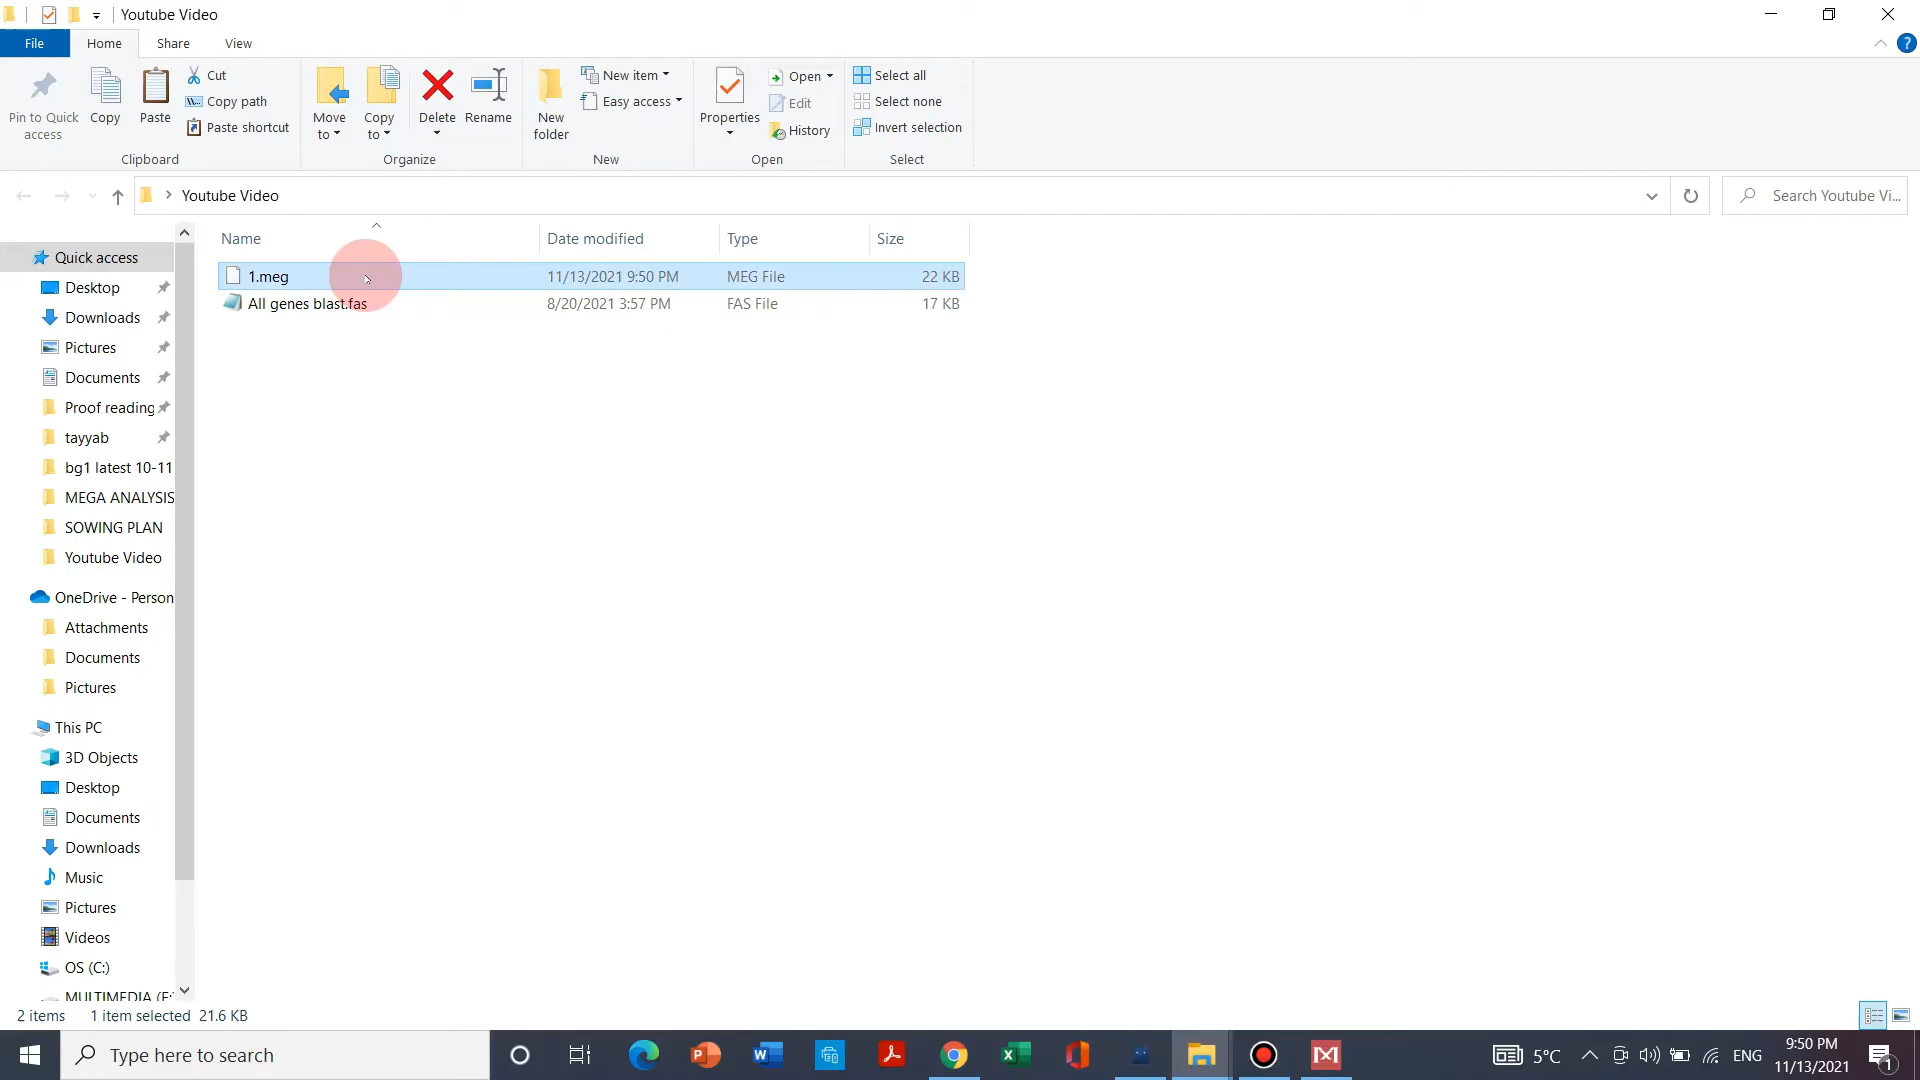 Youtube Video
File Home Share View
Pin to Quick access
Copy
Paste
Cut
Copy path
Paste shortcut
Clipboard
Move to
Copy to
Delete
Rename
Organize
New folder
New item
Easy access
New
Properties
Open
Edit
History
Open
Select all
Select none
Invert selection
Select
Youtube Video
Search Youtube Vi...
Name Date modified Type Size
1.meg 11/13/2021 9:50 PM MEG File 22 KB
All genes blast.fas 8/20/2021 3:57 PM FAS File 17 KB
Quick access
Desktop
Downloads
Pictures
Documents
Proof reading
tayyab
bg1 latest 10-11
MEGA ANALYSIS
SOWING PLAN
Youtube Video
OneDrive - Person
Attachments
Documents
Pictures
This PC
3D Objects
Desktop
Documents
Downloads
Music
Pictures
Videos
OS (C:)
MULTIMEDIA (E:
2 items 1 item selected 21.6 KB
Type here to search
5°C
ENG
9:50 PM
11/13/2021
1